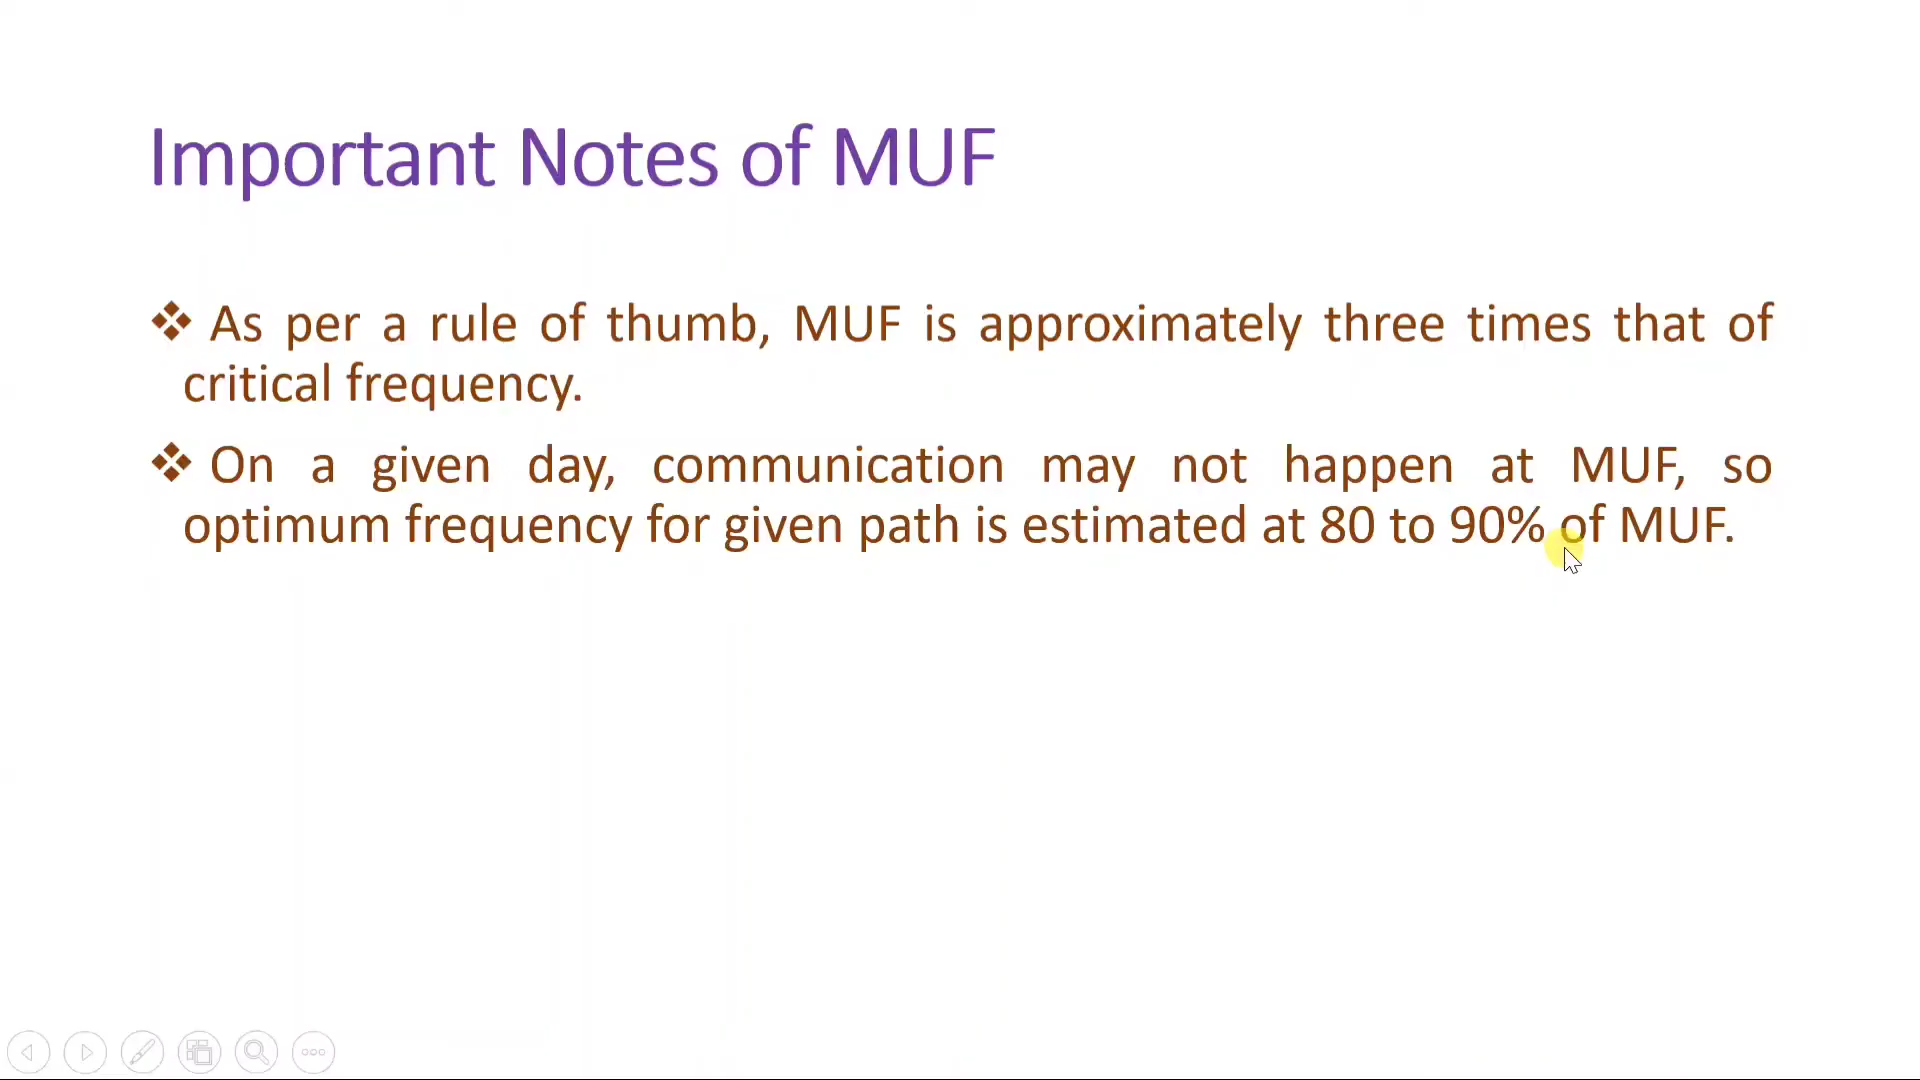 Important Notes of MUF
❖ As per a rule of thumb, MUF is approximately three times that of
critical frequency.
❖ On a given day, communication may not happen at MUF, so
optimum frequency for given path is estimated at 80 to 90% of MUF.